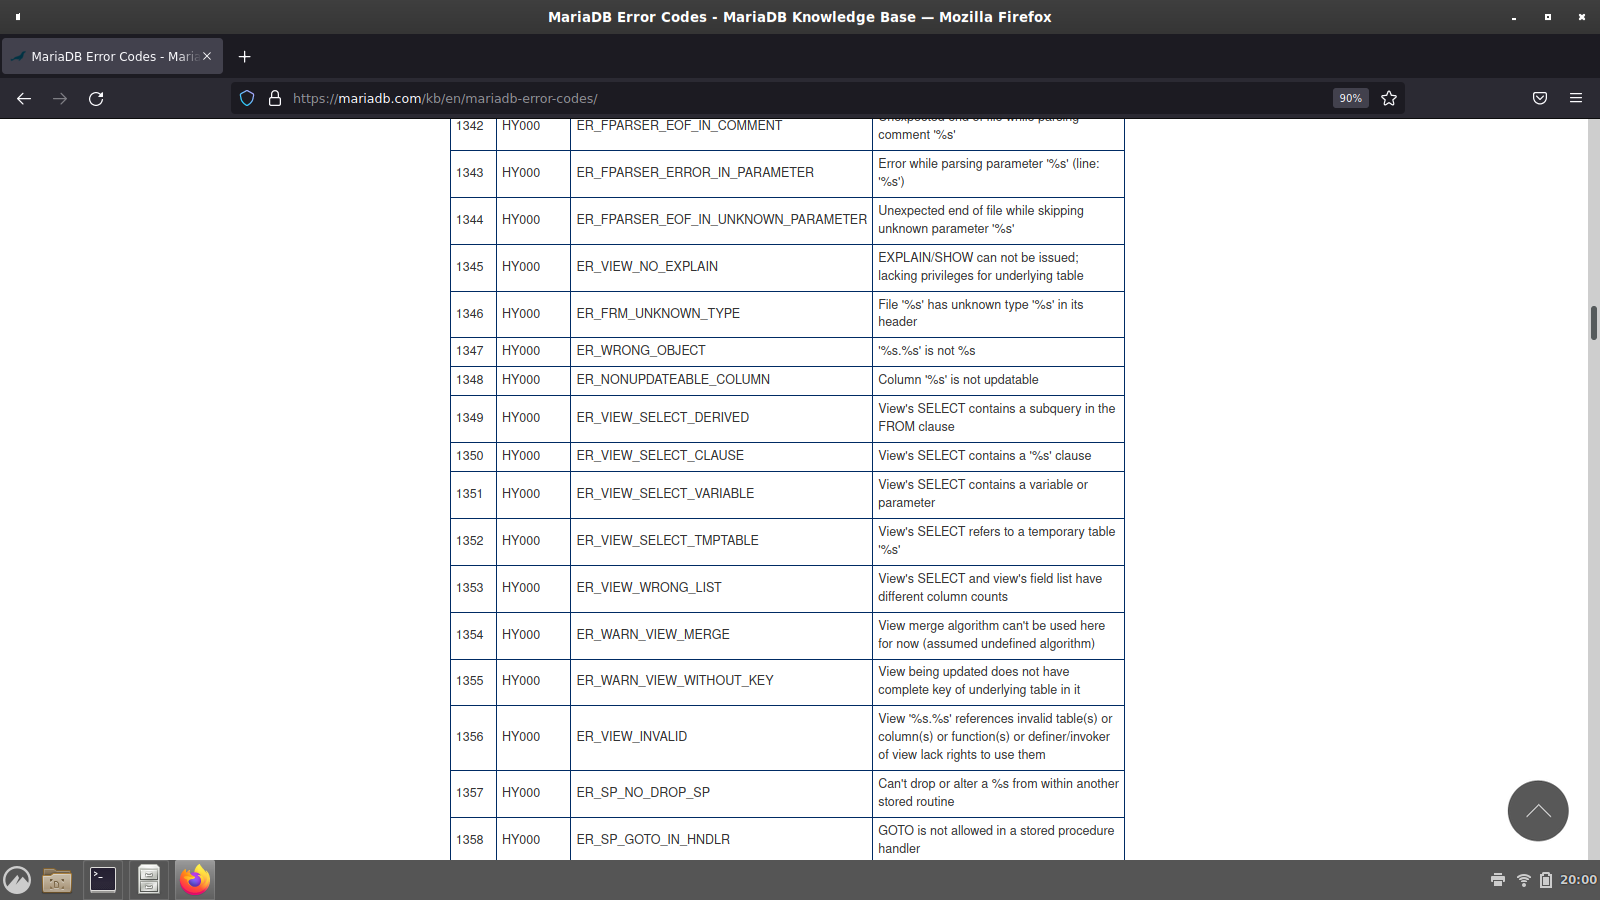 MariaDB Error Codes - MariaDB Knowledge Base — Mozilla Firefox
MariaDB Error Codes - Maria
https://mariadb.com/kb/en/mariadb-error-codes/
90%
1342 HY000 ER_FPARSER_EOF_IN_COMMENT Unexpected end of file while parsing
comment '%s'
1343 HY000 ER_FPARSER_ERROR_IN_PARAMETER Error while parsing parameter '%s' (line:
'%s')
1344 HY000 ER_FPARSER_EOF_IN_UNKNOWN_PARAMETER Unexpected end of file while skipping
unknown parameter '%s'
1345 HY000 ER_VIEW_NO_EXPLAIN EXPLAIN/SHOW can not be issued;
lacking privileges for underlying table
1346 HY000 ER_FRM_UNKNOWN_TYPE File '%s' has unknown type '%s' in its
header
1347 HY000 ER_WRONG_OBJECT '%s.%s' is not %s
1348 HY000 ER_NONUPDATEABLE_COLUMN Column '%s' is not updatable
1349 HY000 ER_VIEW_SELECT_DERIVED View's SELECT contains a subquery in the
FROM clause
1350 HY000 ER_VIEW_SELECT_CLAUSE View's SELECT contains a '%s' clause
1351 HY000 ER_VIEW_SELECT_VARIABLE View's SELECT contains a variable or
parameter
1352 HY000 ER_VIEW_SELECT_TMPTABLE View's SELECT refers to a temporary table
'%s'
1353 HY000 ER_VIEW_WRONG_LIST View's SELECT and view's field list have
different column counts
1354 HY000 ER_WARN_VIEW_MERGE View merge algorithm can't be used here
for now (assumed undefined algorithm)
1355 HY000 ER_WARN_VIEW_WITHOUT_KEY View being updated does not have
complete key of underlying table in it
1356 HY000 ER_VIEW_INVALID View '%s.%s' references invalid table(s) or
column(s) or function(s) or definer/invoker
of view lack rights to use them
1357 HY000 ER_SP_NO_DROP_SP Can't drop or alter a %s from within another
stored routine
1358 HY000 ER_SP_GOTO_IN_HNDLR GOTO is not allowed in a stored procedure
handler
20:00